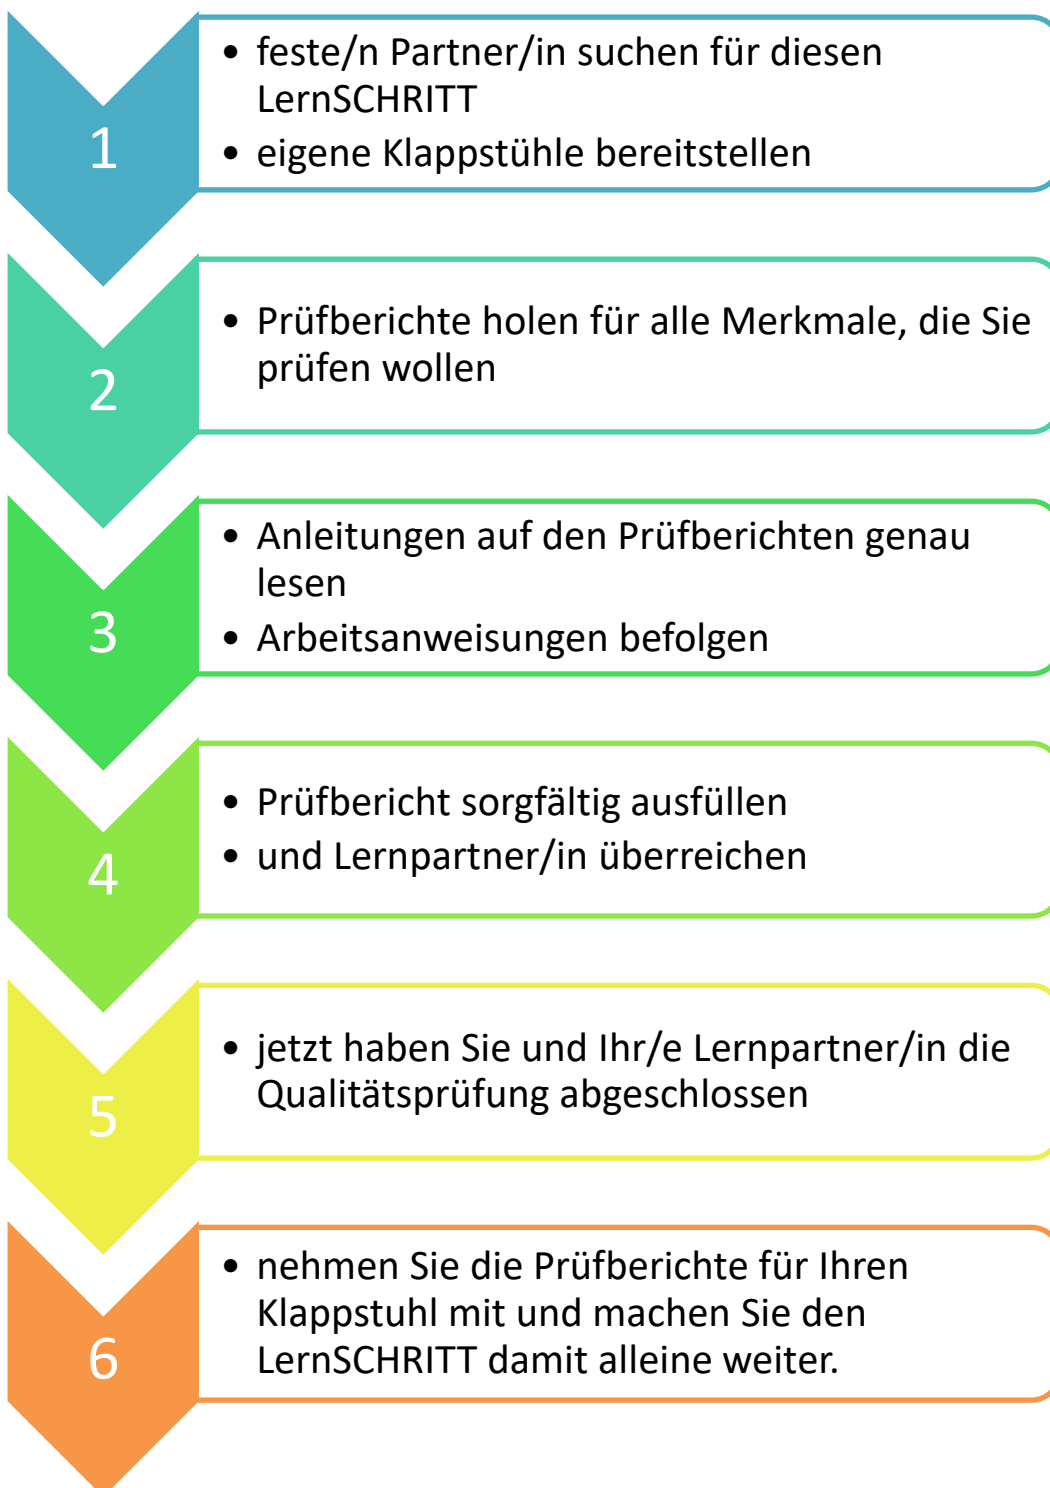 1
• feste/n Partner/in suchen für diesen
LernSCHRITT
• eigene Klappstühle bereitstellen
2
• Prüfberichte holen für alle Merkmale, die Sie
prüfen wollen
3
• Anleitungen auf den Prüfberichten genau
lesen
• Arbeitsanweisungen befolgen
4
• Prüfbericht sorgfältig ausfüllen
• und Lernpartner/in überreichen
5
• jetzt haben Sie und Ihr/e Lernpartner/in die
Qualitätsprüfung abgeschlossen
6
• nehmen Sie die Prüfberichte für Ihren
Klappstuhl mit und machen Sie den
LernSCHRITT damit alleine weiter.